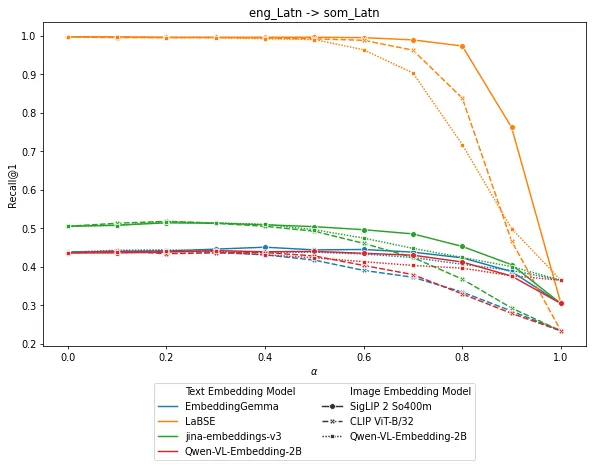 eng_Latn -> som_Latn
Recall@1
1.0
0.9
0.8
0.7
0.6
0.5
0.4
0.3
0.2
0.0 0.2 0.4 0.6 0.8 1.0
α
Text Embedding Model
EmbeddingGemma
LaBSE
jina-embeddings-v3
Qwen-VL-Embedding-2B
Image Embedding Model
SigLIP 2 So400m
CLIP ViT-B/32
Qwen-VL-Embedding-2B